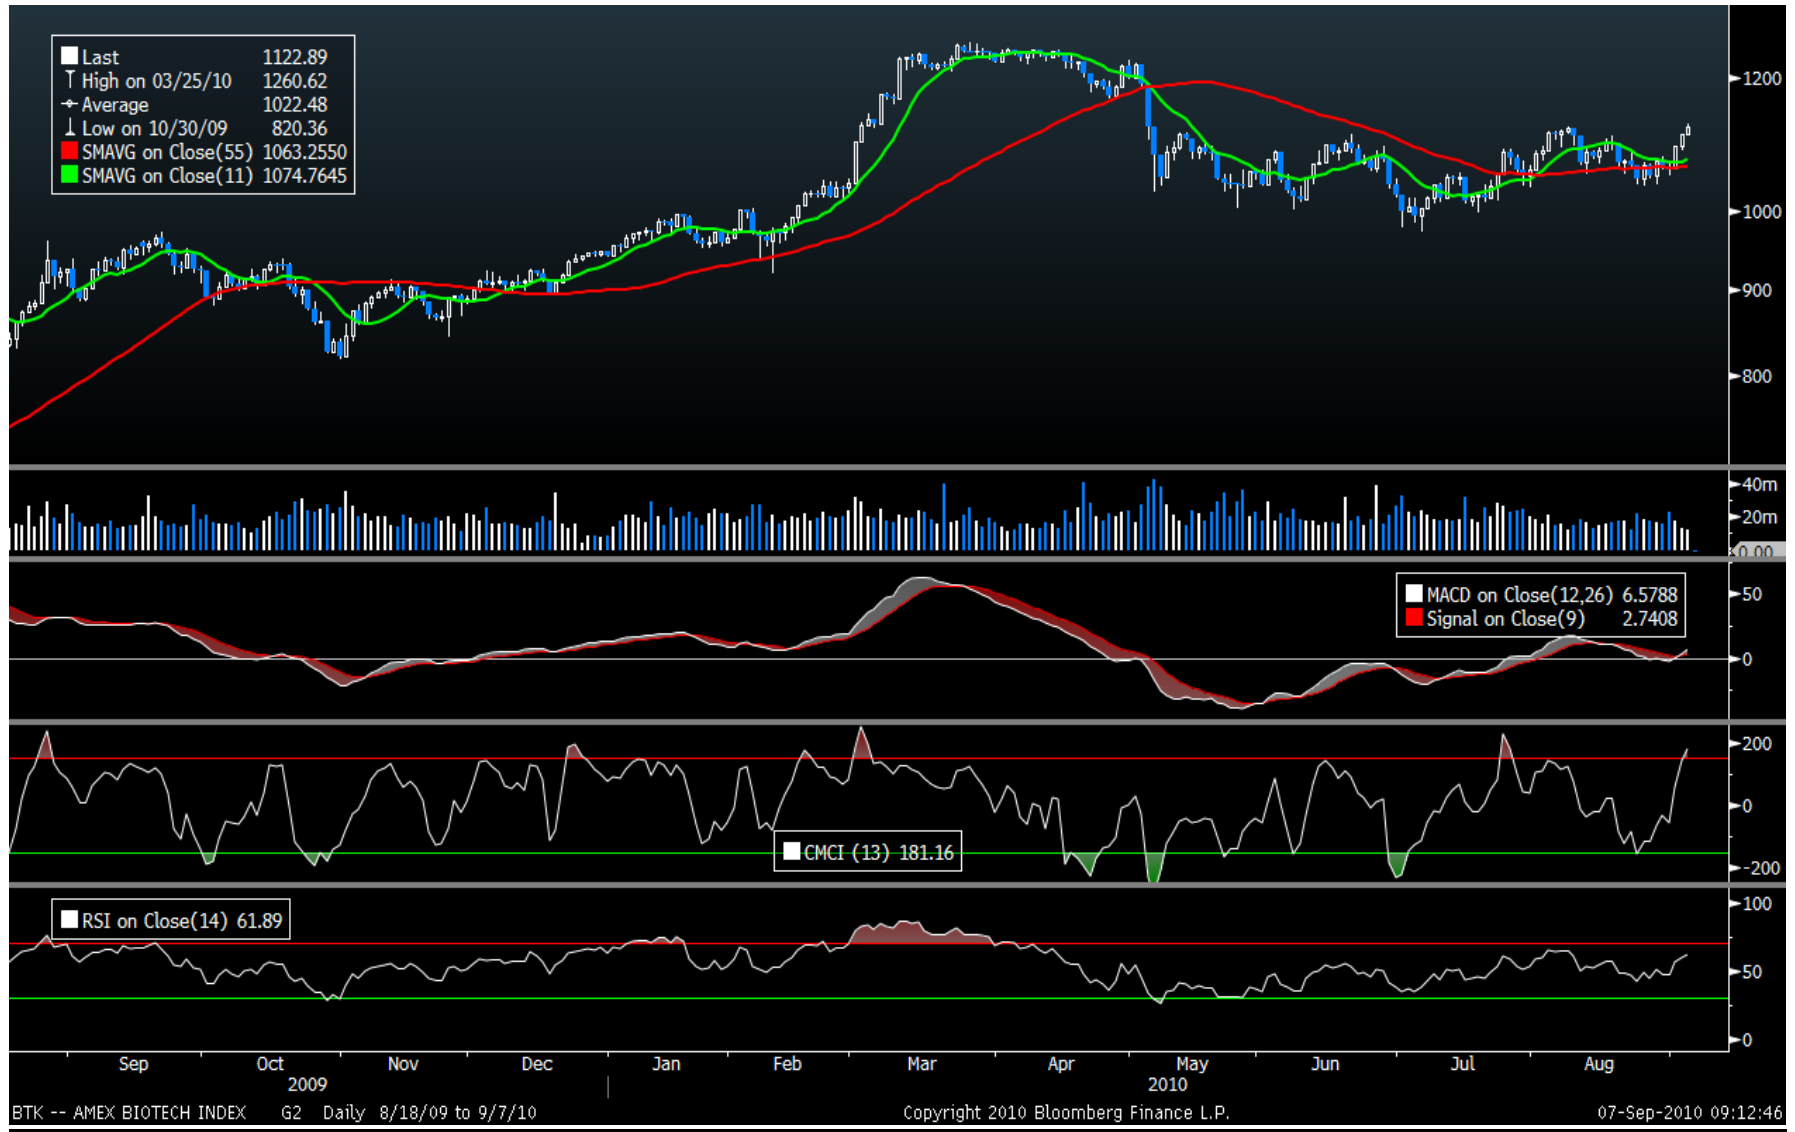 Last 1122.89
High on 03/25/10 1260.62
Average 1022.48
Low on 10/30/09 820.36
SMAVG on Close(55) 1063.2550
SMAVG on Close(11) 1074.7645
1200
1000
900
800
40m
20m
0.00
MACD on Close(12,26) 6.5788
Signal on Close(9) 2.7408
50
0
200
0
-200
CMCI (13) 181.16
RSI on Close(14) 61.89
100
50
0
Sep Oct Nov Dec Jan Feb Mar Apr May Jun Jul Aug
2009 2010
BTK -- AMEX BIOTECH INDEX G2 Daily 8/18/09 to 9/7/10 Copyright 2010 Bloomberg Finance L.P. 07-Sep-2010 09:12:46